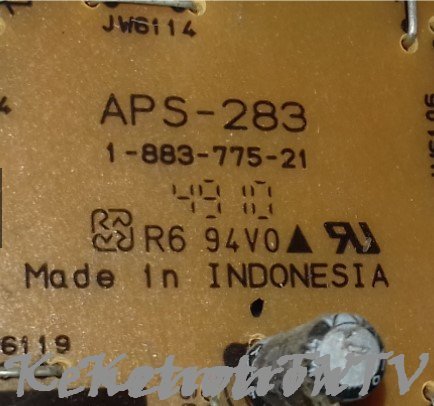 JW6114
APS-283
1-883-775-21
4910
R6 94V0
Made in INDONESIA
6119